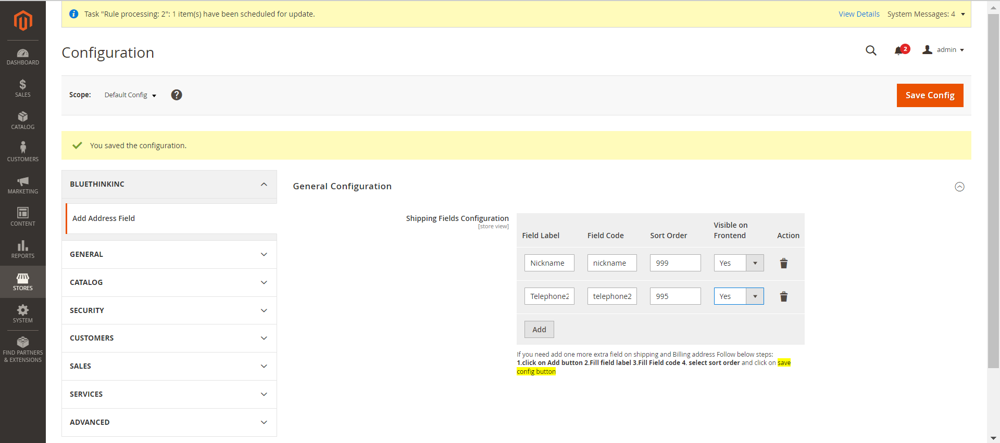 Task "Rule processing: 2": 1 item(s) have been scheduled for update.
View Details
System Messages: 4
Configuration
2
admin
Scope:
Default Config
?
Save Config
You saved the configuration.
DASHBOARD
$
SALES
CATALOG
CUSTOMERS
MARKETING
CONTENT
REPORTS
STORES
SYSTEM
FIND PARTNERS
& EXTENSIONS
BLUETHINKINC
Add Address Field
GENERAL
CATALOG
SECURITY
CUSTOMERS
SALES
SERVICES
ADVANCED
General Configuration
Shipping Fields Configuration
[store view]
Field Label
Field Code
Sort Order
Visible on
Frontend
Action
Nickname
nickname
999
Yes
Telephone2
telephone2
995
Yes
Add
If you need add one more extra field on shipping and Billing address Follow below steps:
1.click on Add button 2.Fill field label 3.Fill Field code 4. select sort order and click on save
config button